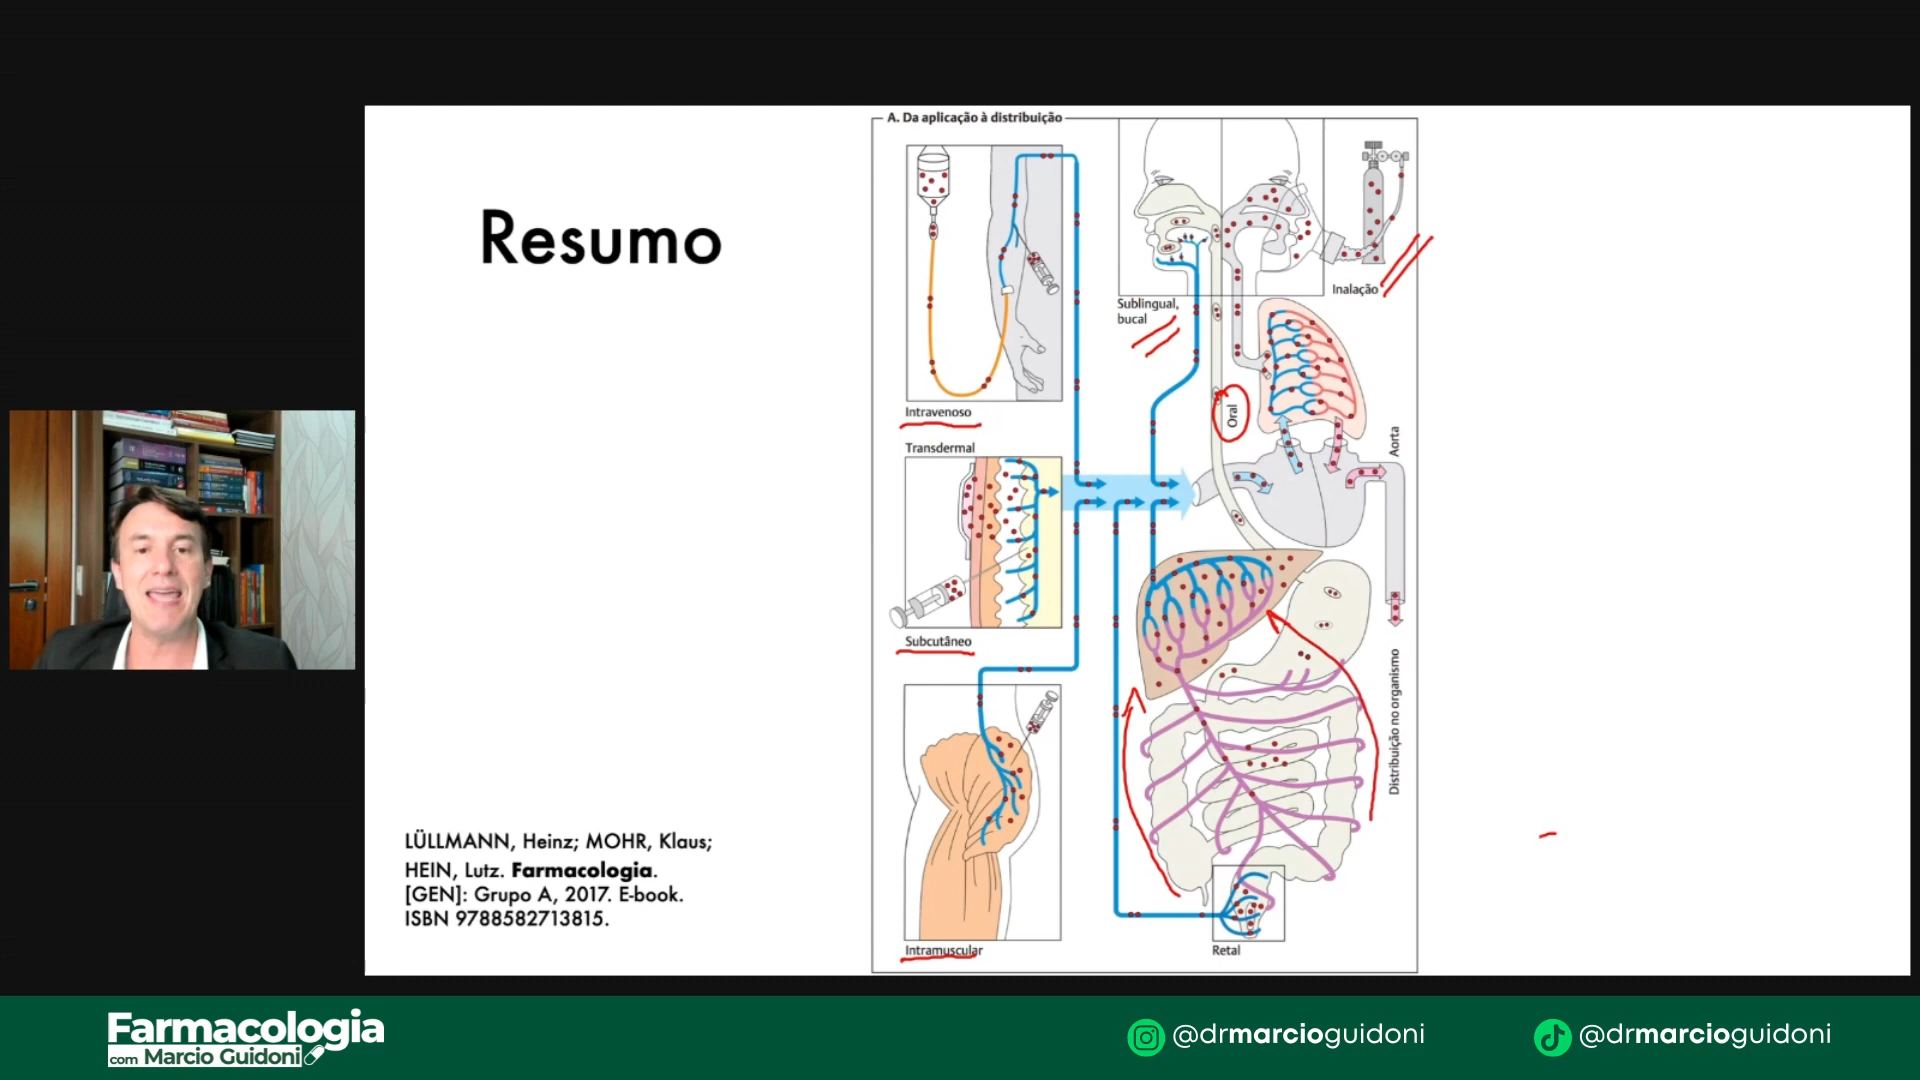 Resumo
LÜLLMANN, Heinz; MOHR, Klaus;
HEIN, Lutz. Farmacologia.
[GEN]: Grupo A, 2017. E-book.
ISBN 9788582713815.
A. Da aplicação à distribuição
Intravenoso
Transdermal
Subcutâneo
Intramuscular
Sublingual,
bucal
Inalação
Oral
Aorta
Distribuição no organismo
Retal
Farmacologia
com Marcio Guidoni
@drmarcioguidoni
@drmarcioguidoni